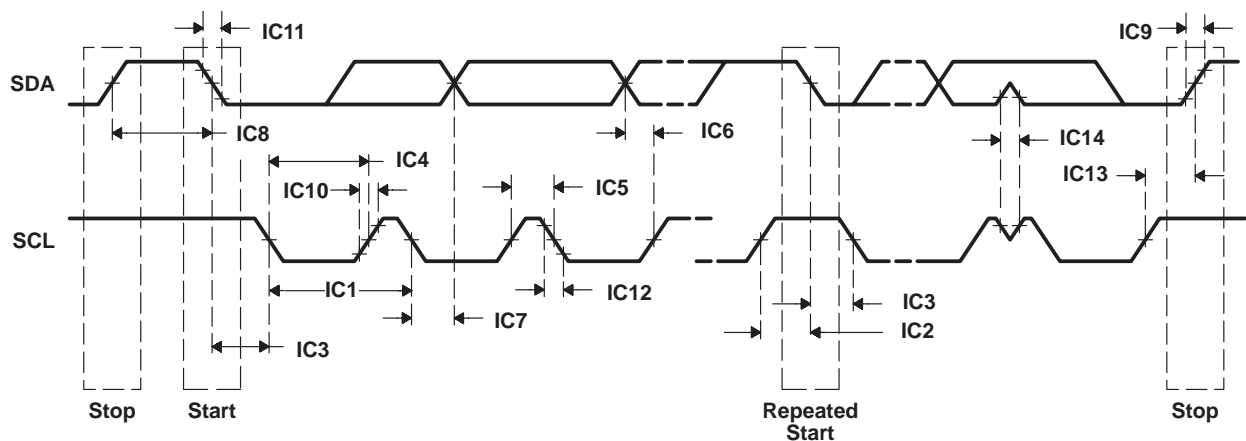 IC11
IC9
SDA
IC8
IC6
IC14
IC4
IC10
IC5
IC13
SCL
IC1
IC12
IC7
IC3
IC3
IC2
Stop
Start
Repeated
Start
Stop